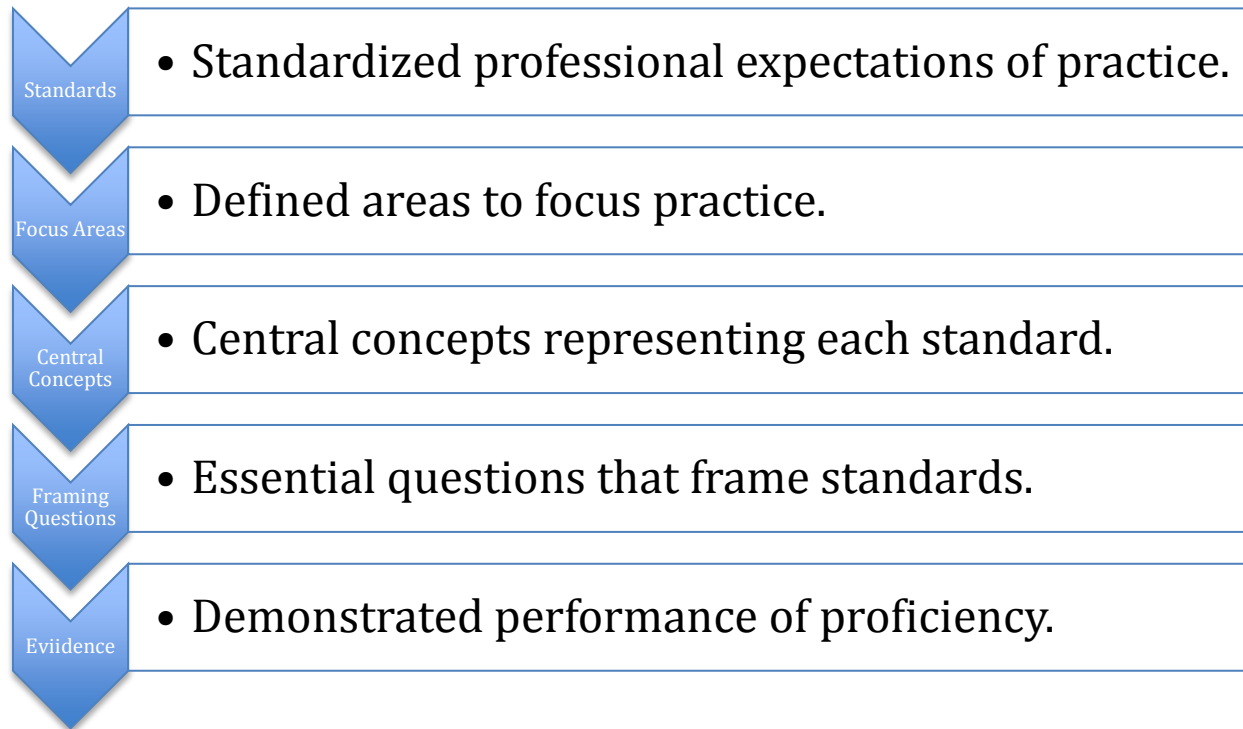 Standards
• Standardized professional expectations of practice.
Focus Areas
• Defined areas to focus practice.
Central
Concepts
• Central concepts representing each standard.
Framing
Questions
• Essential questions that frame standards.
Eviidence
• Demonstrated performance of proficiency.